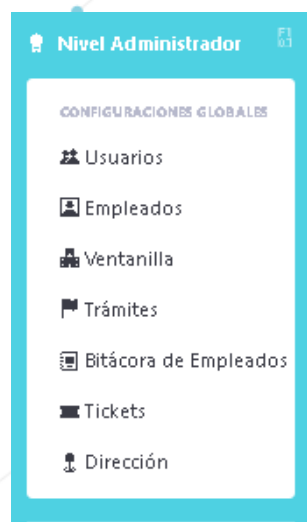 Nivel Administrador
CONFIGURACIONES GLOBALES
Usuarios
Empleados
Ventanilla
Trámites
Bitácora de Empleados
Tickets
Dirección